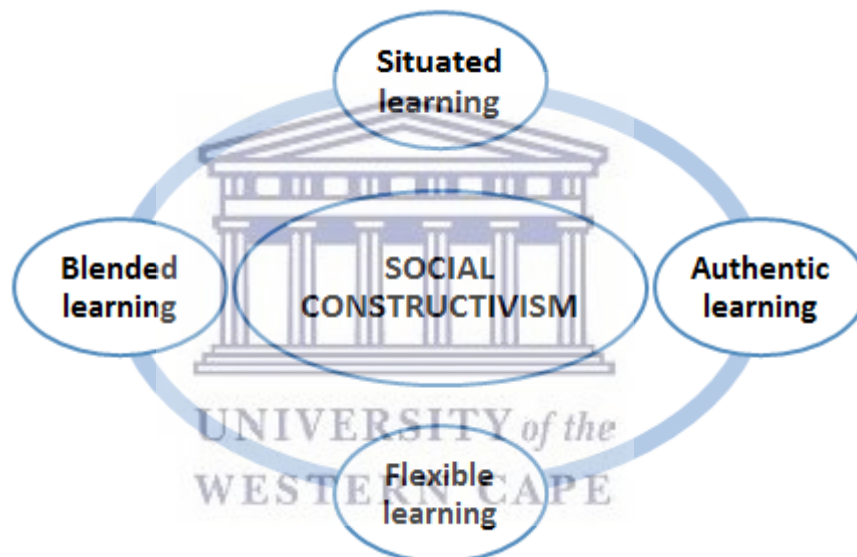 Situated
learning
Blended
learning
SOCIAL
CONSTRUCTIVISM
Authentic
learning
UNIVERSITY of the
WESTERN CAPE
Flexible
learning